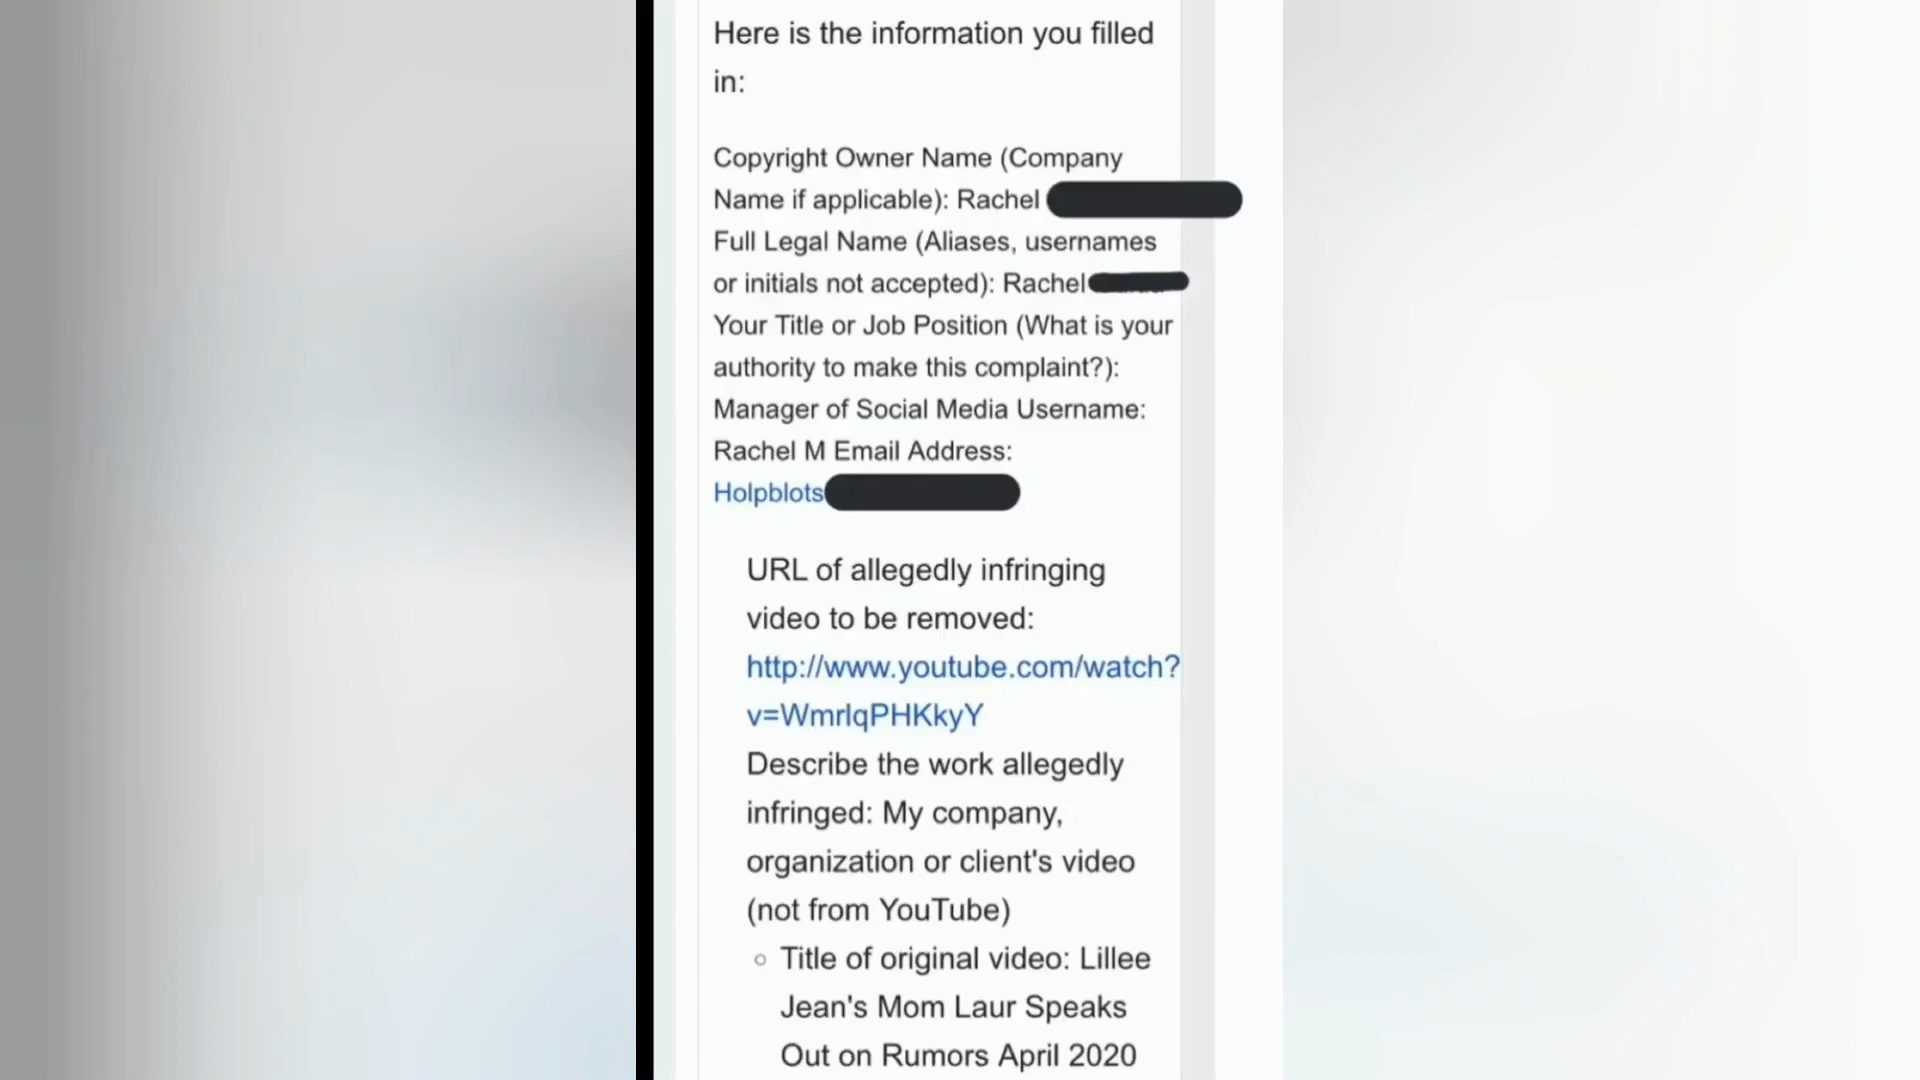 Here is the information you filled
in:
Copyright Owner Name (Company
Name if applicable): Rachel
Full Legal Name (Aliases, usernames
or initials not accepted): Rachel
Your Title or Job Position (What is your
authority to make this complaint?):
Manager of Social Media Username:
Rachel M Email Address:
Holpblots
URL of allegedly infringing
video to be removed:
http://www.youtube.com/watch?
v=WmrIqPHKkyY
Describe the work allegedly
infringed: My company,
organization or client's video
(not from YouTube)
Title of original video: Lillee
Jean's Mom Laur Speaks
Out on Rumors April 2020